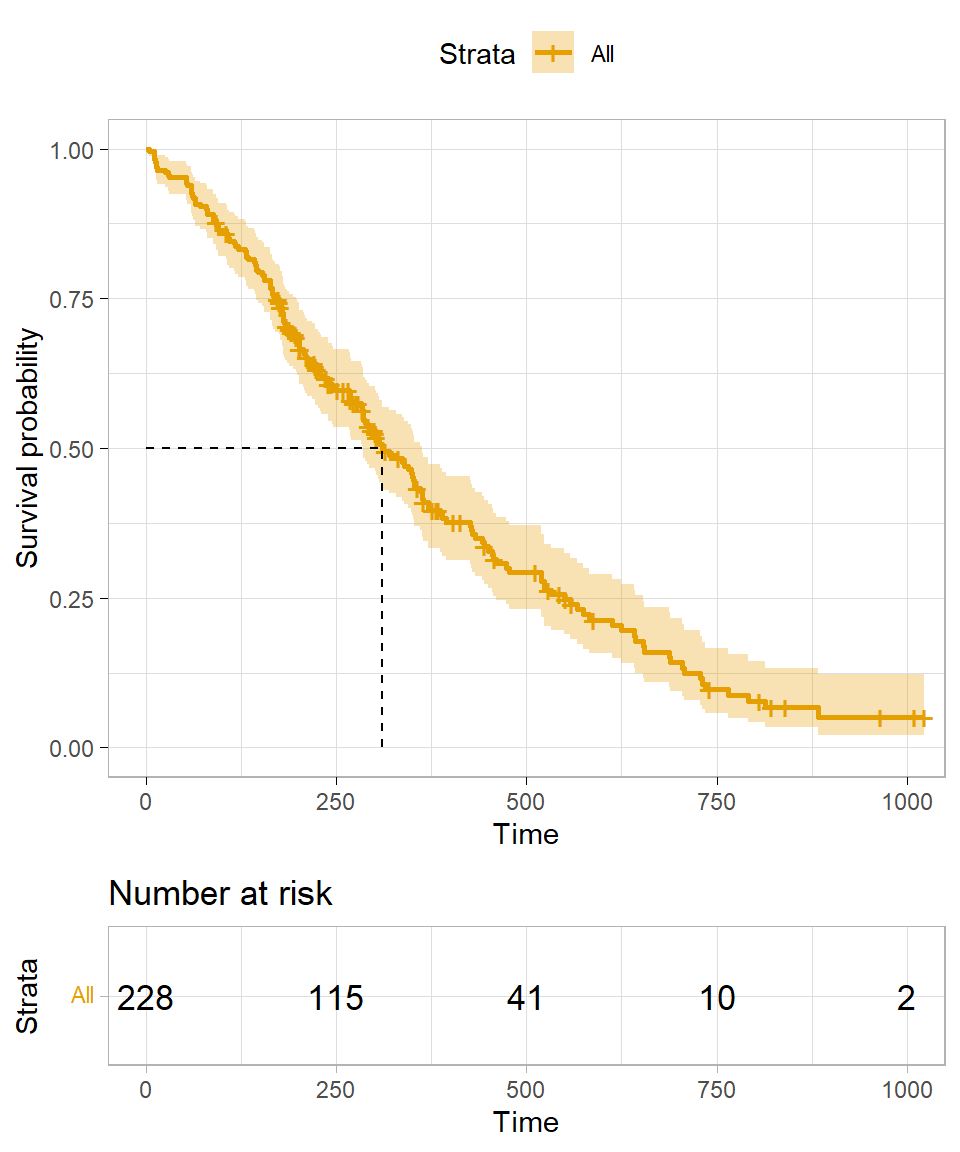 Strata All
1.00
0.75
0.50
0.25
0.00
Survival probability
0 250 500 750 1000
Time
Number at risk
Strata
All 228 115 41 10 2
0 250 500 750 1000
Time